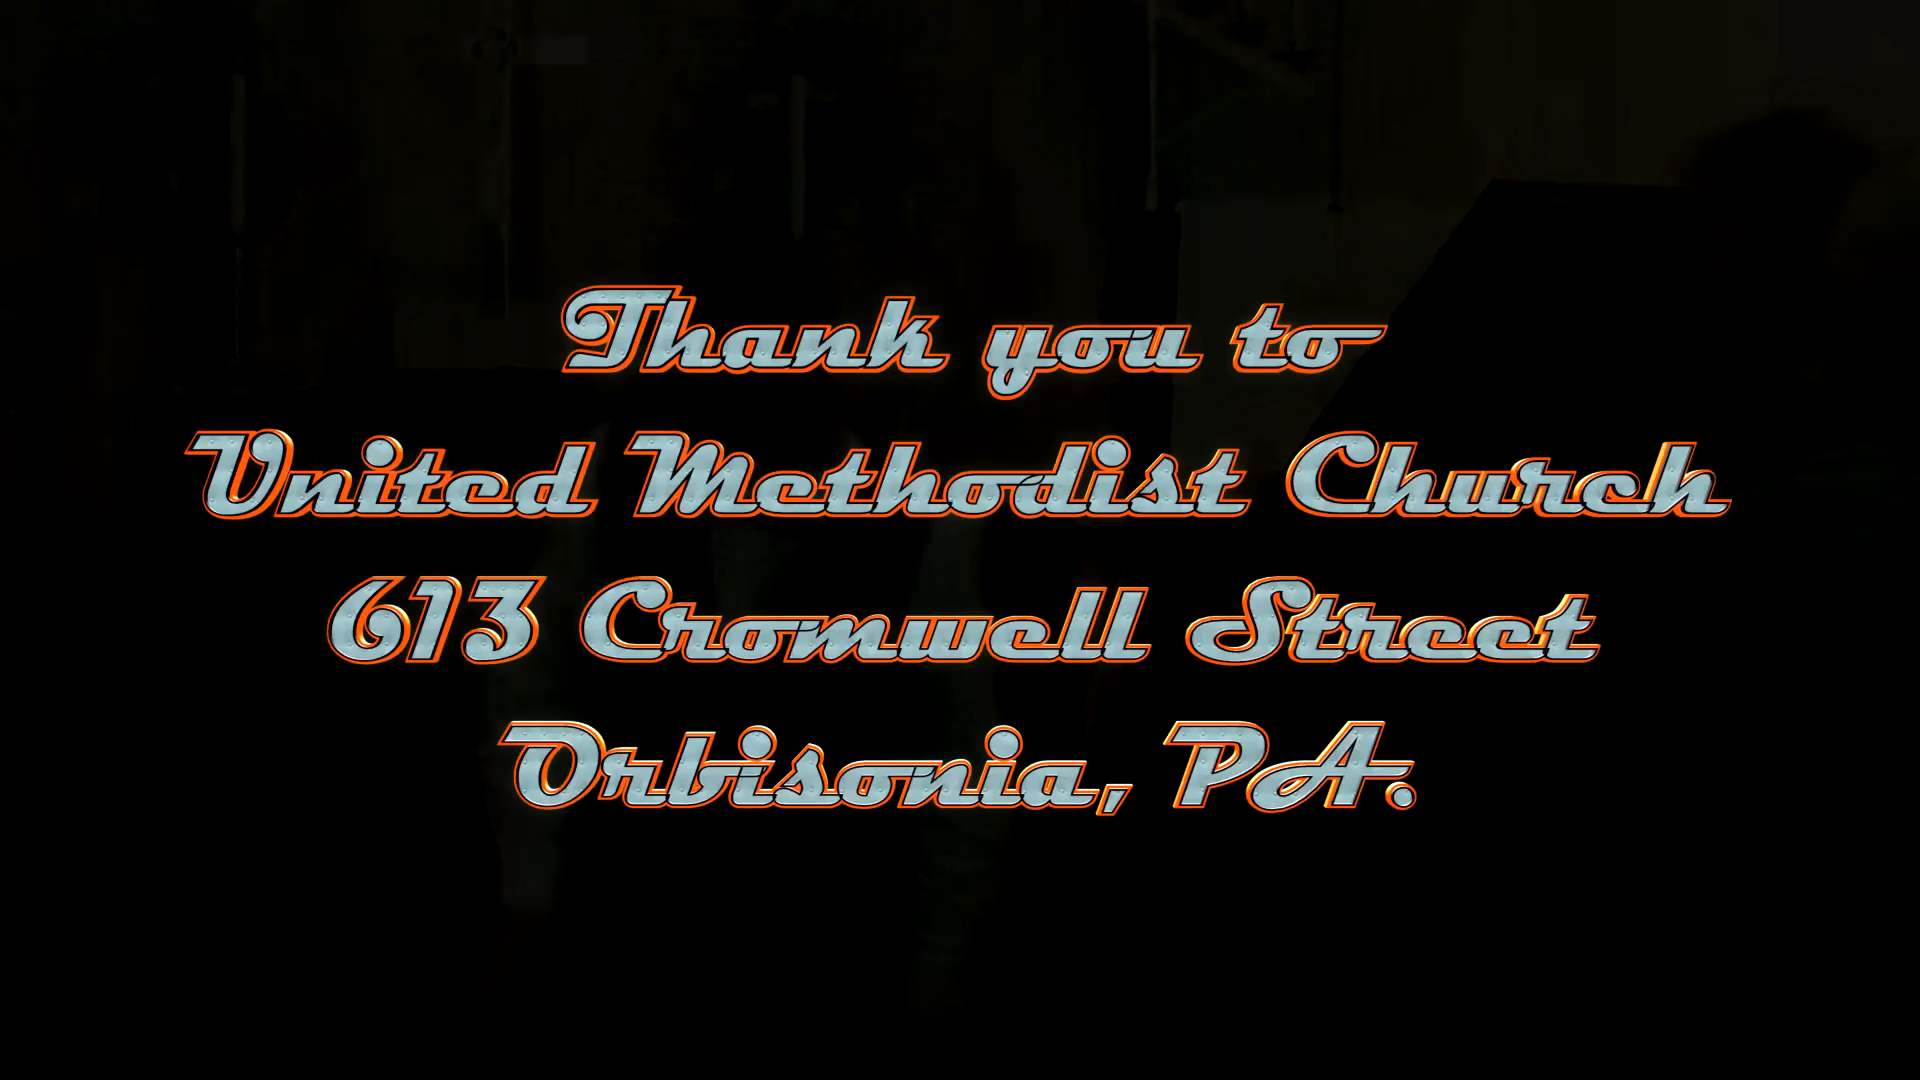 Thank you to
United Methodist Church
613 Cromwell Street
Orbisonia, PA.